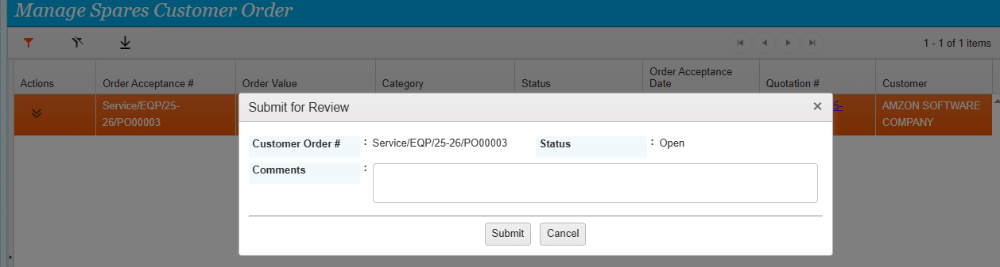 Manage Spares Customer Order
1 - 1 of 1 items
Actions
Order Acceptance #
Order Value
Category
Status
Order Acceptance
Date
Quotation #
Customer
Service/EQP/25-
26/PO00003
5-
AMZON SOFTWARE
COMPANY
Submit for Review
×
Customer Order # : Service/EQP/25-26/PO00003
Status : Open
Comments :
Submit
Cancel